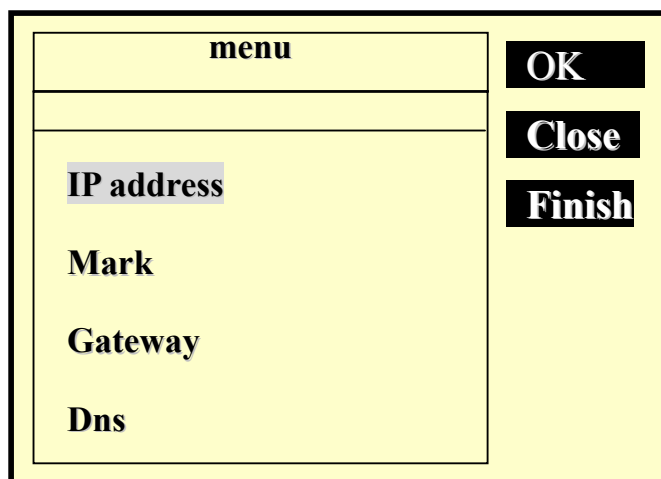 menu
OK
Close
Finish
IP address
Mark
Gateway
Dns